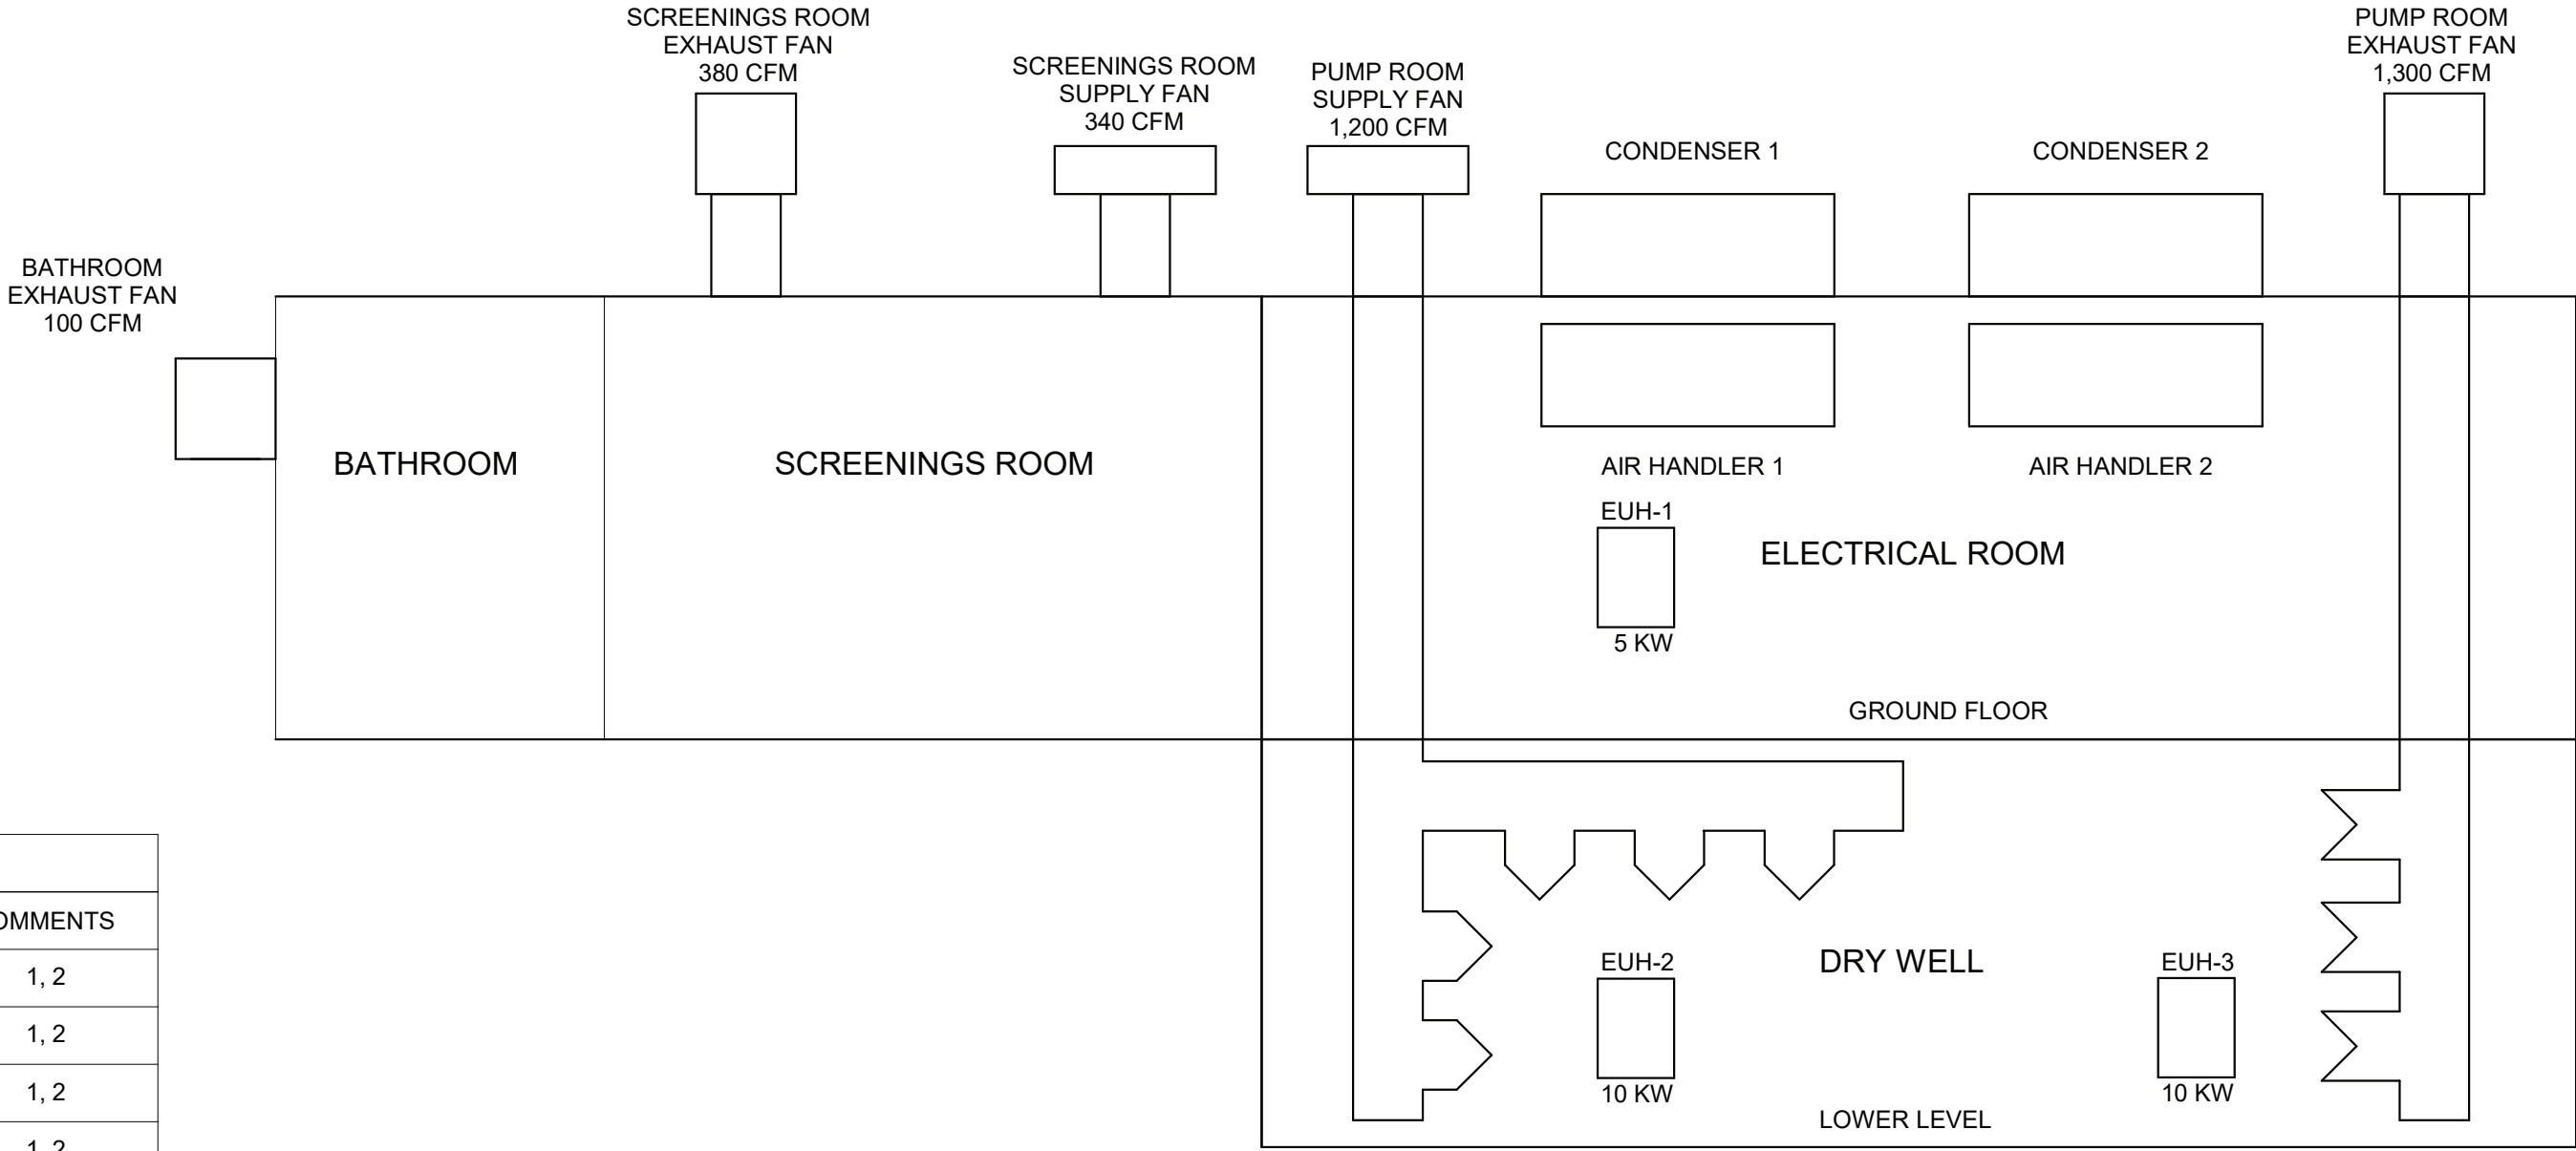 SCREENINGS ROOM
EXHAUST FAN
380 CFM
SCREENINGS ROOM
SUPPLY FAN
340 CFM
PUMP ROOM
SUPPLY FAN
1,200 CFM
PUMP ROOM
EXHAUST FAN
1,300 CFM
CONDENSER 1
CONDENSER 2
BATHROOM
EXHAUST FAN
100 CFM
BATHROOM
SCREENINGS ROOM
AIR HANDLER 1
AIR HANDLER 2
EUH-1
5 KW
ELECTRICAL ROOM
GROUND FLOOR
EUH-2
10 KW
DRY WELL
EUH-3
10 KW
LOWER LEVEL
OMMENTS
1, 2
1, 2
1, 2
1, 2